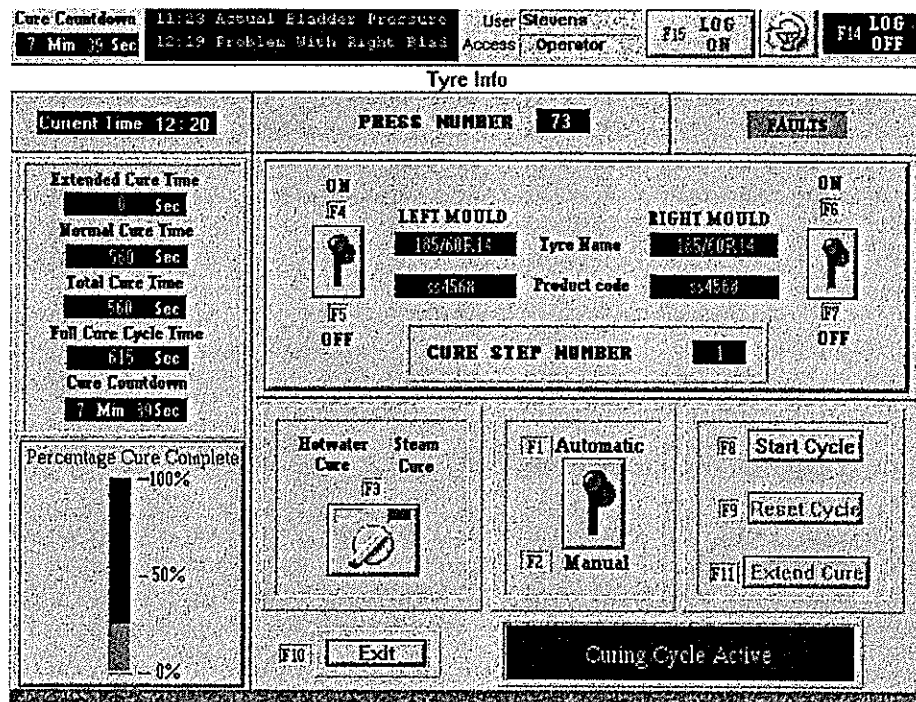 Cure Countdown
7 Min 39 Sec
11:23 Actual Bladder Pressure
12:19 Problem With Right Blad
User Stevens
Access Operator
F15 LOG ON
F14 LOG OFF
Tyre Info
Current Time 12:20
PRESS NUMBER 73
FAULTS
Extended Cure Time
0 Sec
Normal Cure Time
560 Sec
Total Cure Time
560 Sec
Full Cure Cycle Time
615 Sec
Cure Countdown
7 Min 39 Sec
ON
F4
F5
OFF
LEFT MOULD
RIGHT MOULD
185/60R14 Tyre Name 185/60R14
ss4568 Product code ss4568
CURE STEP NUMBER 1
ON
F6
F7
OFF
Percentage Cure Complete
100%
50%
0%
Hotwater Cure
Steam Cure
F3
F1 Automatic
F2 Manual
F8 Start Cycle
F9 Reset Cycle
F11 Extend Cure
F10 Exit
Curing Cycle Active